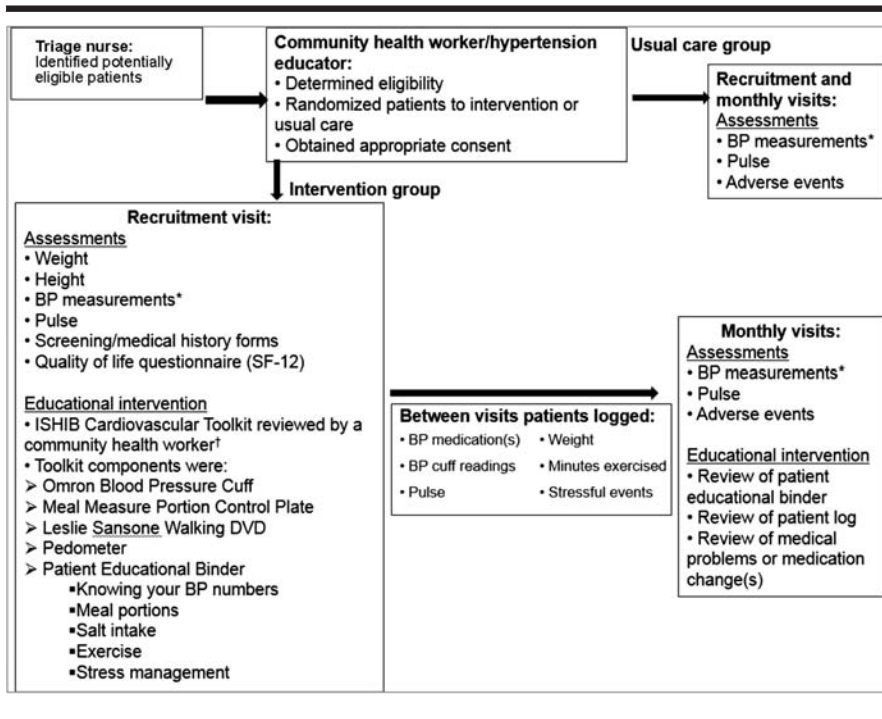 Triage nurse:
Identified potentially
eligible patients
Community health worker/hypertension
educator:
• Determined eligibility
• Randomized patients to intervention or
usual care
• Obtained appropriate consent
Usual care group
Recruitment and
monthly visits:
Assessments
• BP measurements*
• Pulse
• Adverse events
Intervention group
Recruitment visit:
Assessments
• Weight
• Height
• BP measurements*
• Pulse
• Screening/medical history forms
• Quality of life questionnaire (SF-12)
Educational intervention
• ISHIB Cardiovascular Toolkit reviewed by a
community health worker†
• Toolkit components were:
➢ Omron Blood Pressure Cuff
➢ Meal Measure Portion Control Plate
➢ Leslie Sansone Walking DVD
➢ Pedometer
➢ Patient Educational Binder
▪Knowing your BP numbers
▪Meal portions
▪Salt intake
▪Exercise
▪Stress management
Between visits patients logged:
• BP medication(s)
• BP cuff readings
• Pulse
• Weight
• Minutes exercised
• Stressful events
Monthly visits:
Assessments
• BP measurements*
• Pulse
• Adverse events
Educational intervention
• Review of patient
educational binder
• Review of patient log
• Review of medical
problems or medication
change(s)